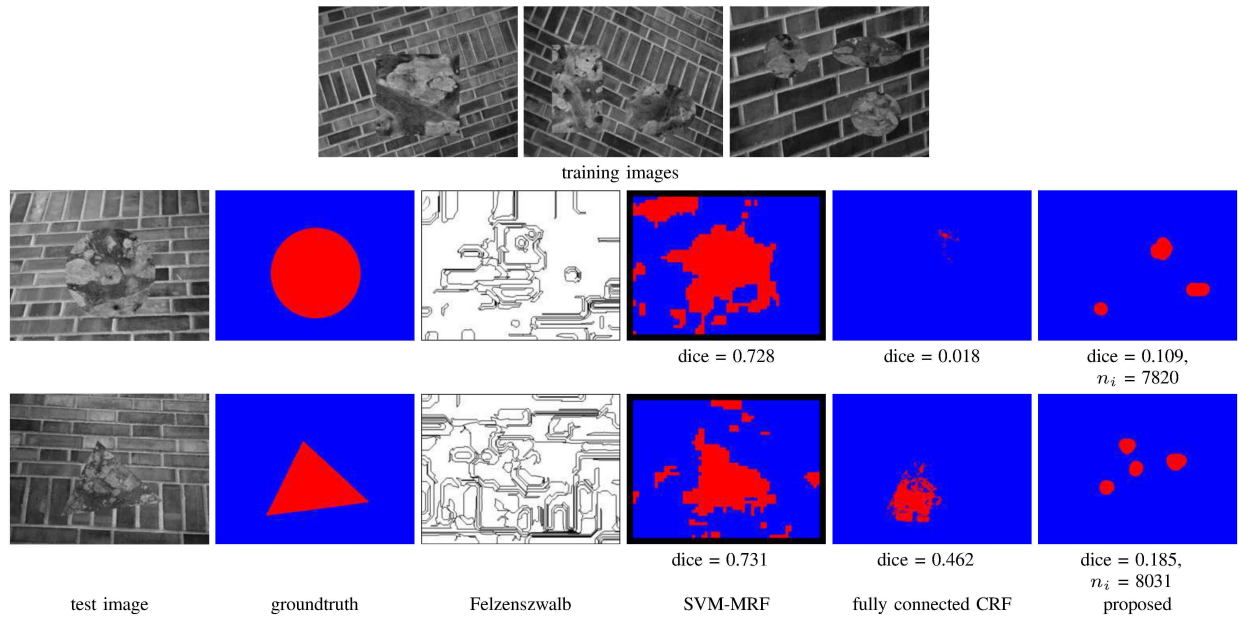 training images
dice = 0.728
dice = 0.018
dice = 0.109,
n_i = 7820
dice = 0.731
dice = 0.462
dice = 0.185,
n_i = 8031
test image
groundtruth
Felzenszwalb
SVM-MRF
fully connected CRF
proposed